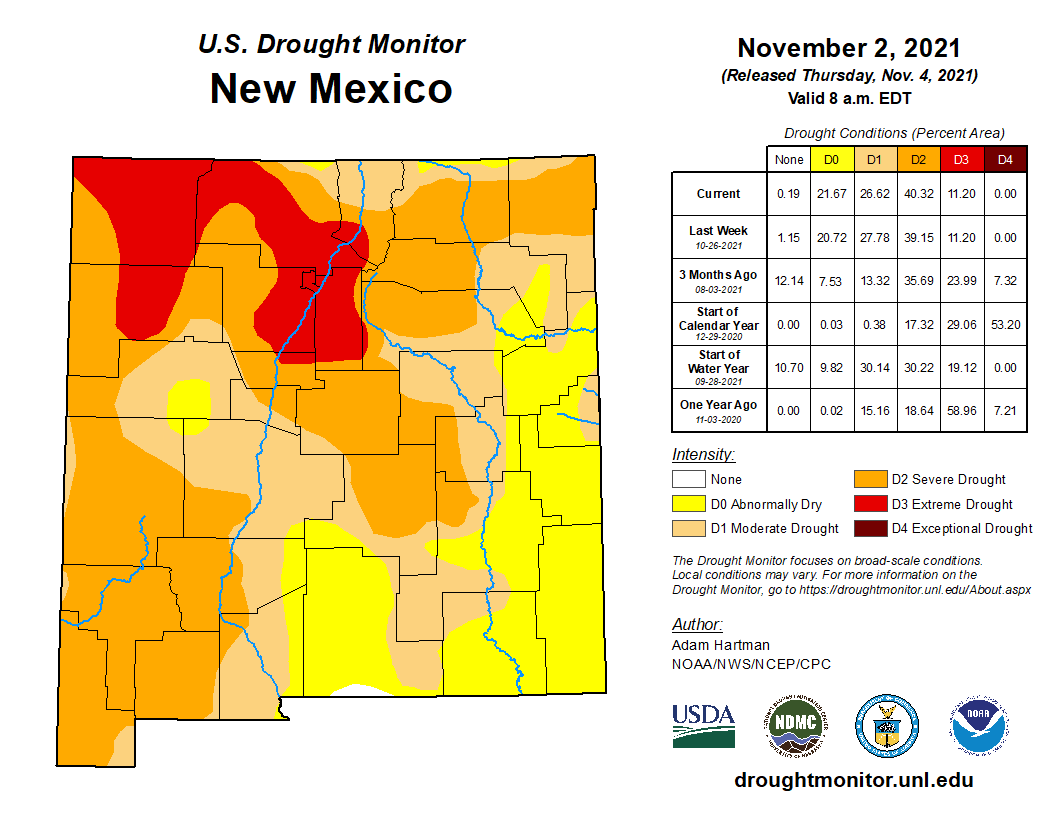 U.S. Drought Monitor
New Mexico
November 2, 2021
(Released Thursday, Nov. 4, 2021)
Valid 8 a.m. EDT
Drought Conditions (Percent Area)
None D0 D1 D2 D3 D4
Current 0.19 21.67 26.62 40.32 11.20 0.00
Last Week
10-26-2021
1.15 20.72 27.78 39.15 11.20 0.00
3 Months Ago
08-03-2021
12.14 7.53 13.32 35.69 23.99 7.32
Start of
Calendar Year
12-29-2020
0.00 0.03 0.38 17.32 29.06 53.20
Start of
Water Year
09-28-2021
10.70 9.82 30.14 30.22 19.12 0.00
One Year Ago
11-03-2020
0.00 0.02 15.16 18.64 58.96 7.21
Intensity:
None
D0 Abnormally Dry
D1 Moderate Drought
D2 Severe Drought
D3 Extreme Drought
D4 Exceptional Drought
The Drought Monitor focuses on broad-scale conditions.
Local conditions may vary. For more information on the
Drought Monitor, go to https://droughtmonitor.unl.edu/About.aspx
Author:
Adam Hartman
NOAA/NWS/NCEP/CPC
USDA
NDMC
NOAA
droughtmonitor.unl.edu